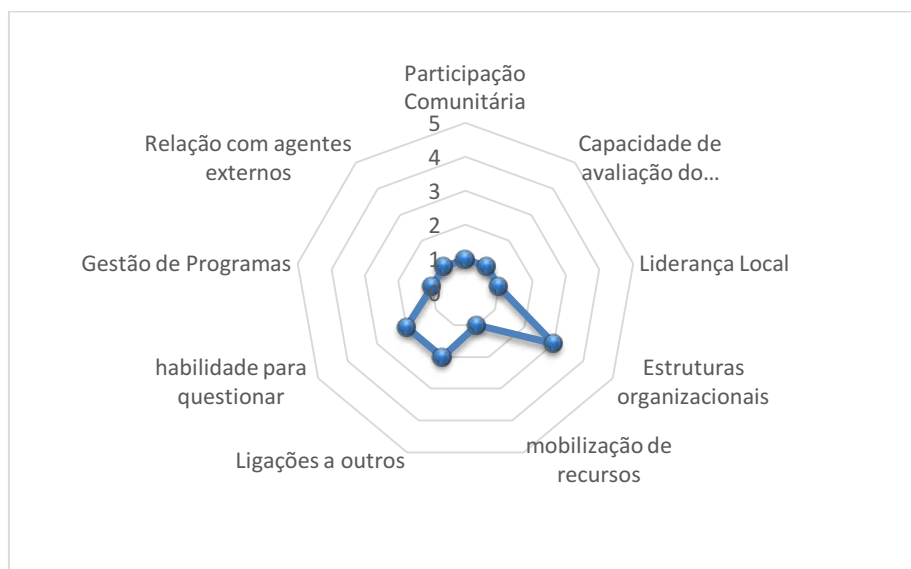 Participação
Comunitária
Capacidade de
avaliação do...
Liderança Local
Estruturas
organizacionais
mobilização de
recursos
Ligações a outros
habilidade para
questionar
Gestão de Programas
Relação com agentes
externos
5
4
3
2
1
0